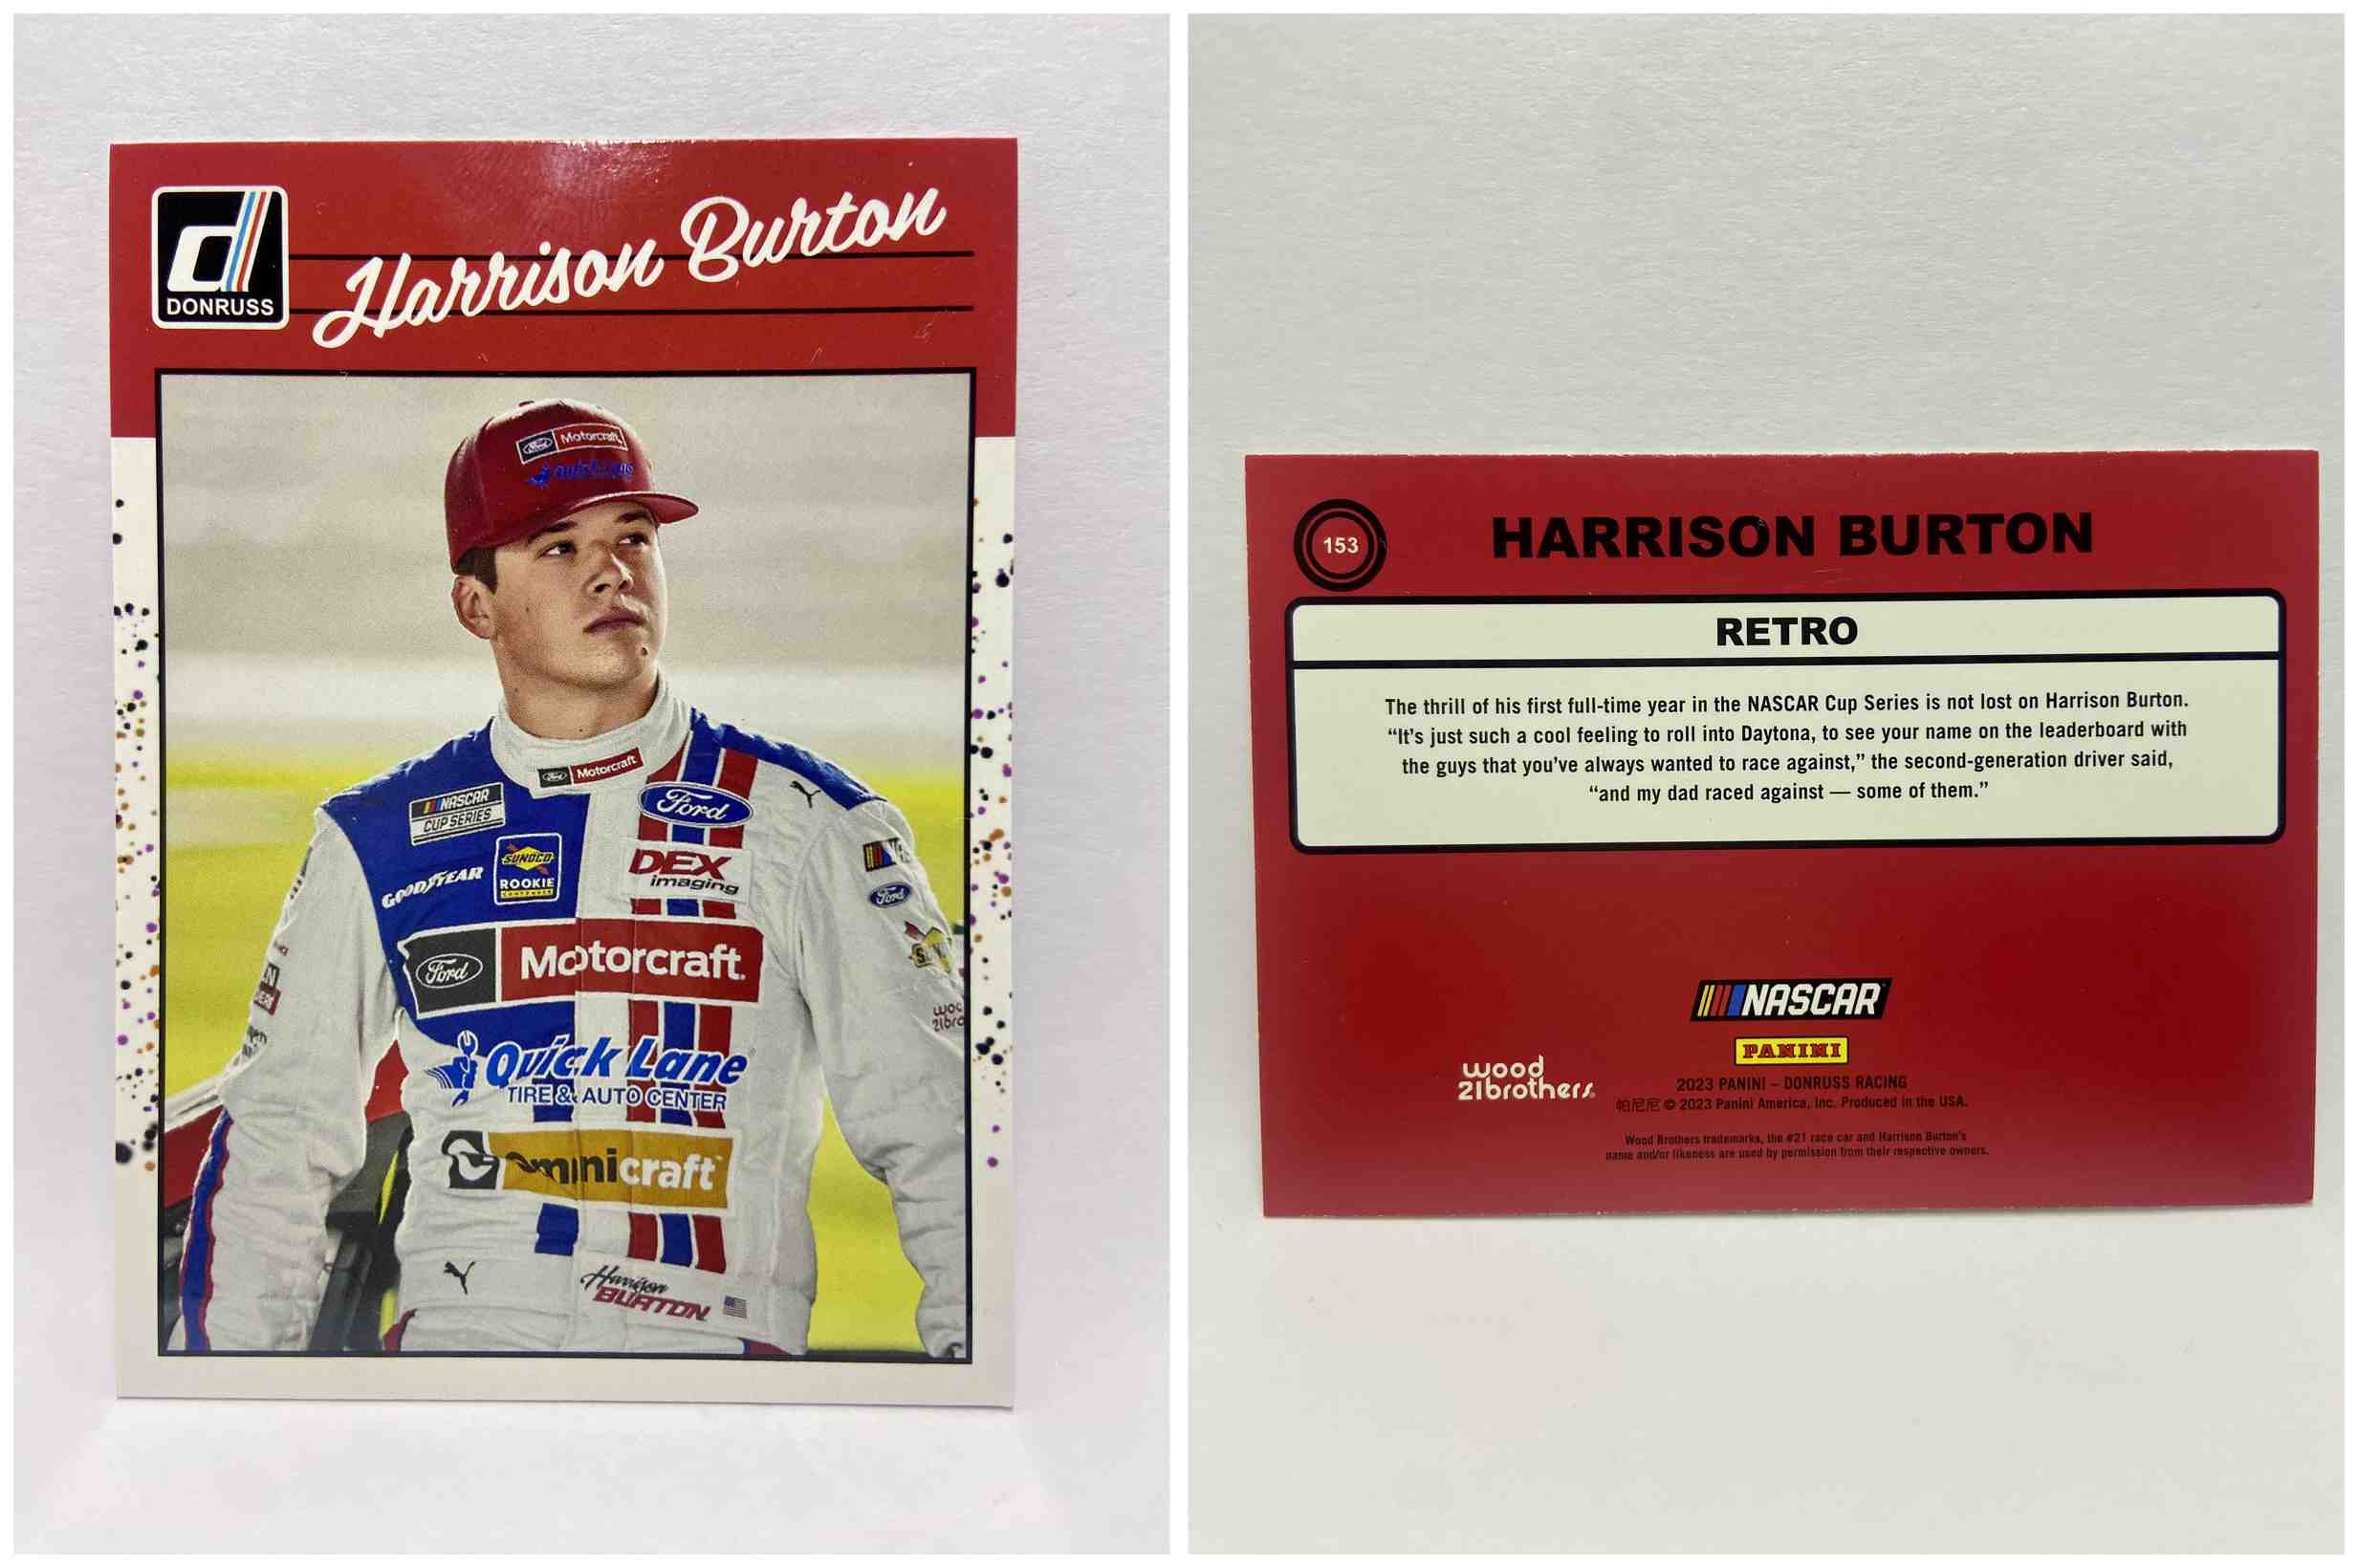 DONRUSS
Harrison Burton
Ford Motorcraft
Quick Lane
Ford Motorcraft
NASCAR
CUP SERIES
Ford
SUNOCO
ROOKIE
GOODYEAR
DEX
imaging
Ford
Ford Motorcraft.
Quick Lane
TIRE & AUTO CENTER
Omnicraft
Harrison
BURTON
153
HARRISON BURTON
RETRO
The thrill of his first full-time year in the NASCAR Cup Series is not lost on Harrison Burton.
“It’s just such a cool feeling to roll into Daytona, to see your name on the leaderboard with
the guys that you’ve always wanted to race against,” the second-generation driver said,
“and my dad raced against — some of them.”
NASCAR
PANINI
wood
21brothers.
2023 PANINI – DONRUSS RACING
帕尼尼 © 2023 Panini America, Inc. Produced in the USA.
Wood Brothers trademarks, the #21 race car and Harrison Burton's
name and/or likeness are used by permission from their respective owners.